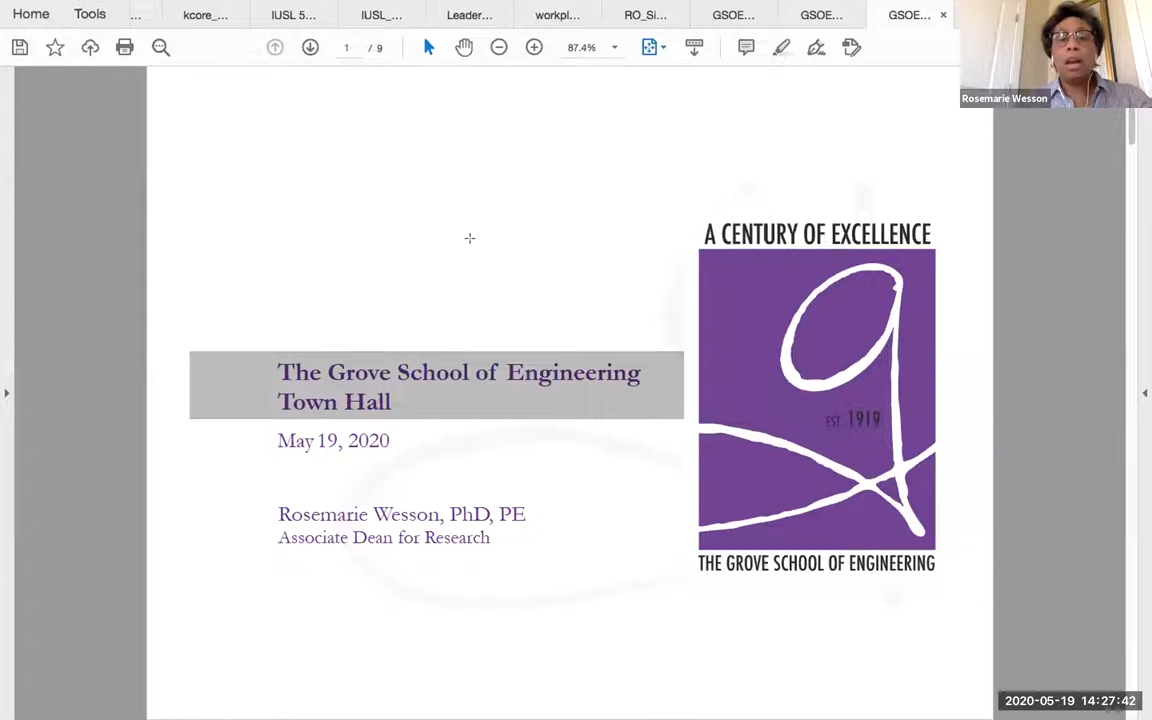 Home Tools ... kcore_... IUSL 5... IUSL_... Leader... workpl... RO_Si... GSOE... GSOE... GSOE... ×
1 / 9 87.4%
Rosemarie Wesson
A CENTURY OF EXCELLENCE
EST. 1919
THE GROVE SCHOOL OF ENGINEERING
The Grove School of Engineering
Town Hall
May 19, 2020
Rosemarie Wesson, PhD, PE
Associate Dean for Research
2020-05-19 14:27:42